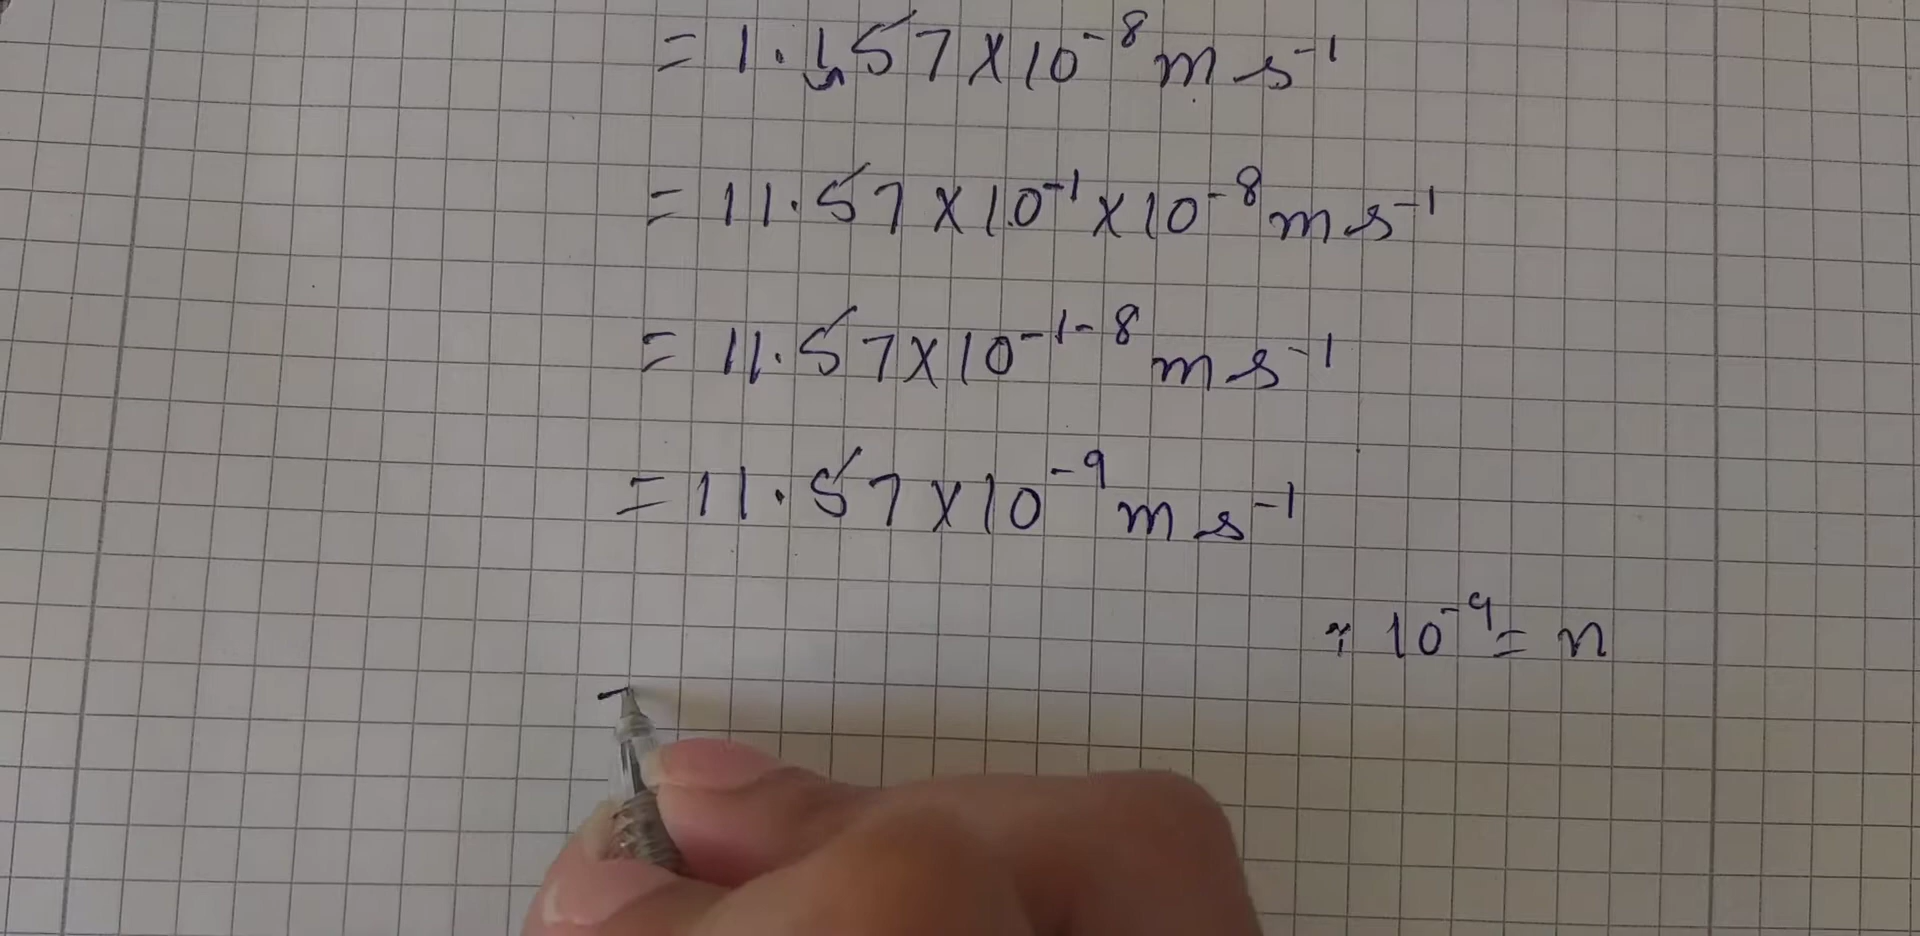 = 1.157 × 10⁻⁸ m s⁻¹
= 11.57 × 10⁻¹ × 10⁻⁸ m s⁻¹
= 11.57 × 10⁻¹⁻⁸ m s⁻¹
= 11.57 × 10⁻⁹ m s⁻¹
∵ 10⁻⁹ = n